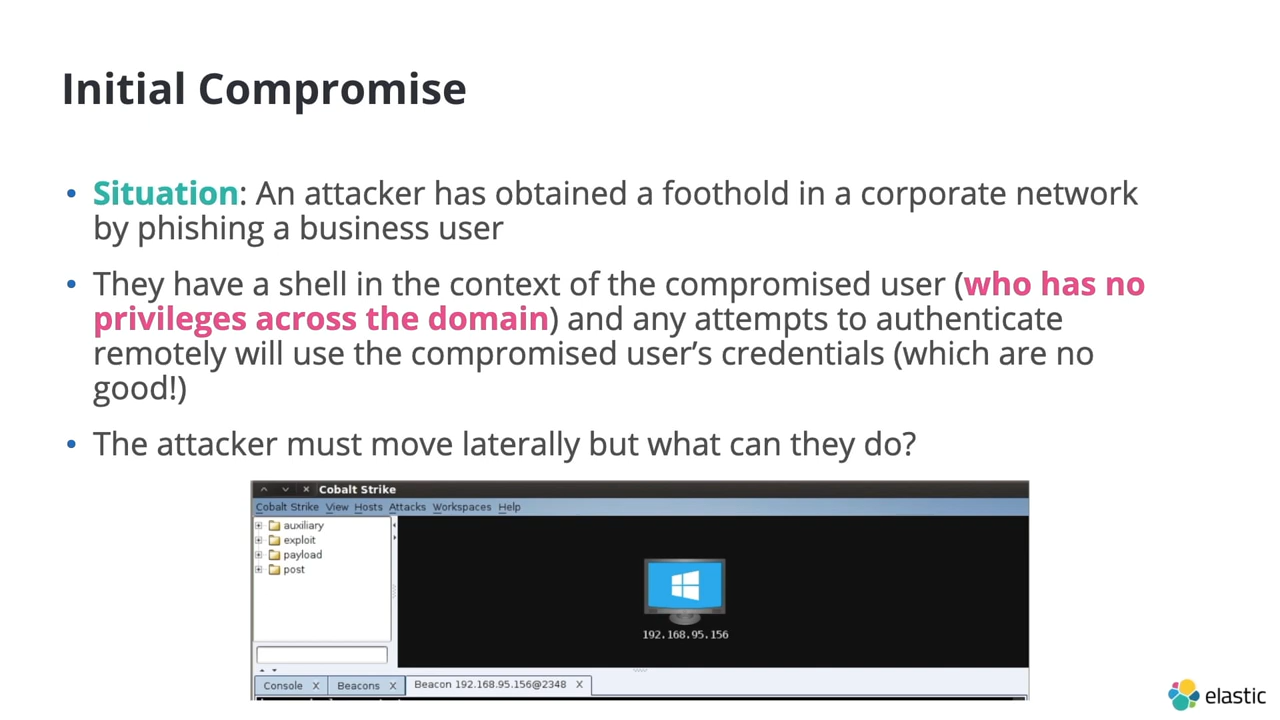 Initial Compromise
• Situation: An attacker has obtained a foothold in a corporate network
by phishing a business user
• They have a shell in the context of the compromised user (who has no
privileges across the domain) and any attempts to authenticate
remotely will use the compromised user’s credentials (which are no
good!)
• The attacker must move laterally but what can they do?
Cobalt Strike
Cobalt Strike View Hosts Attacks Workspaces Help
auxiliary
exploit
payload
post
192.168.95.156
Console X Beacons X Beacon 192.168.95.156@2348 X
elastic